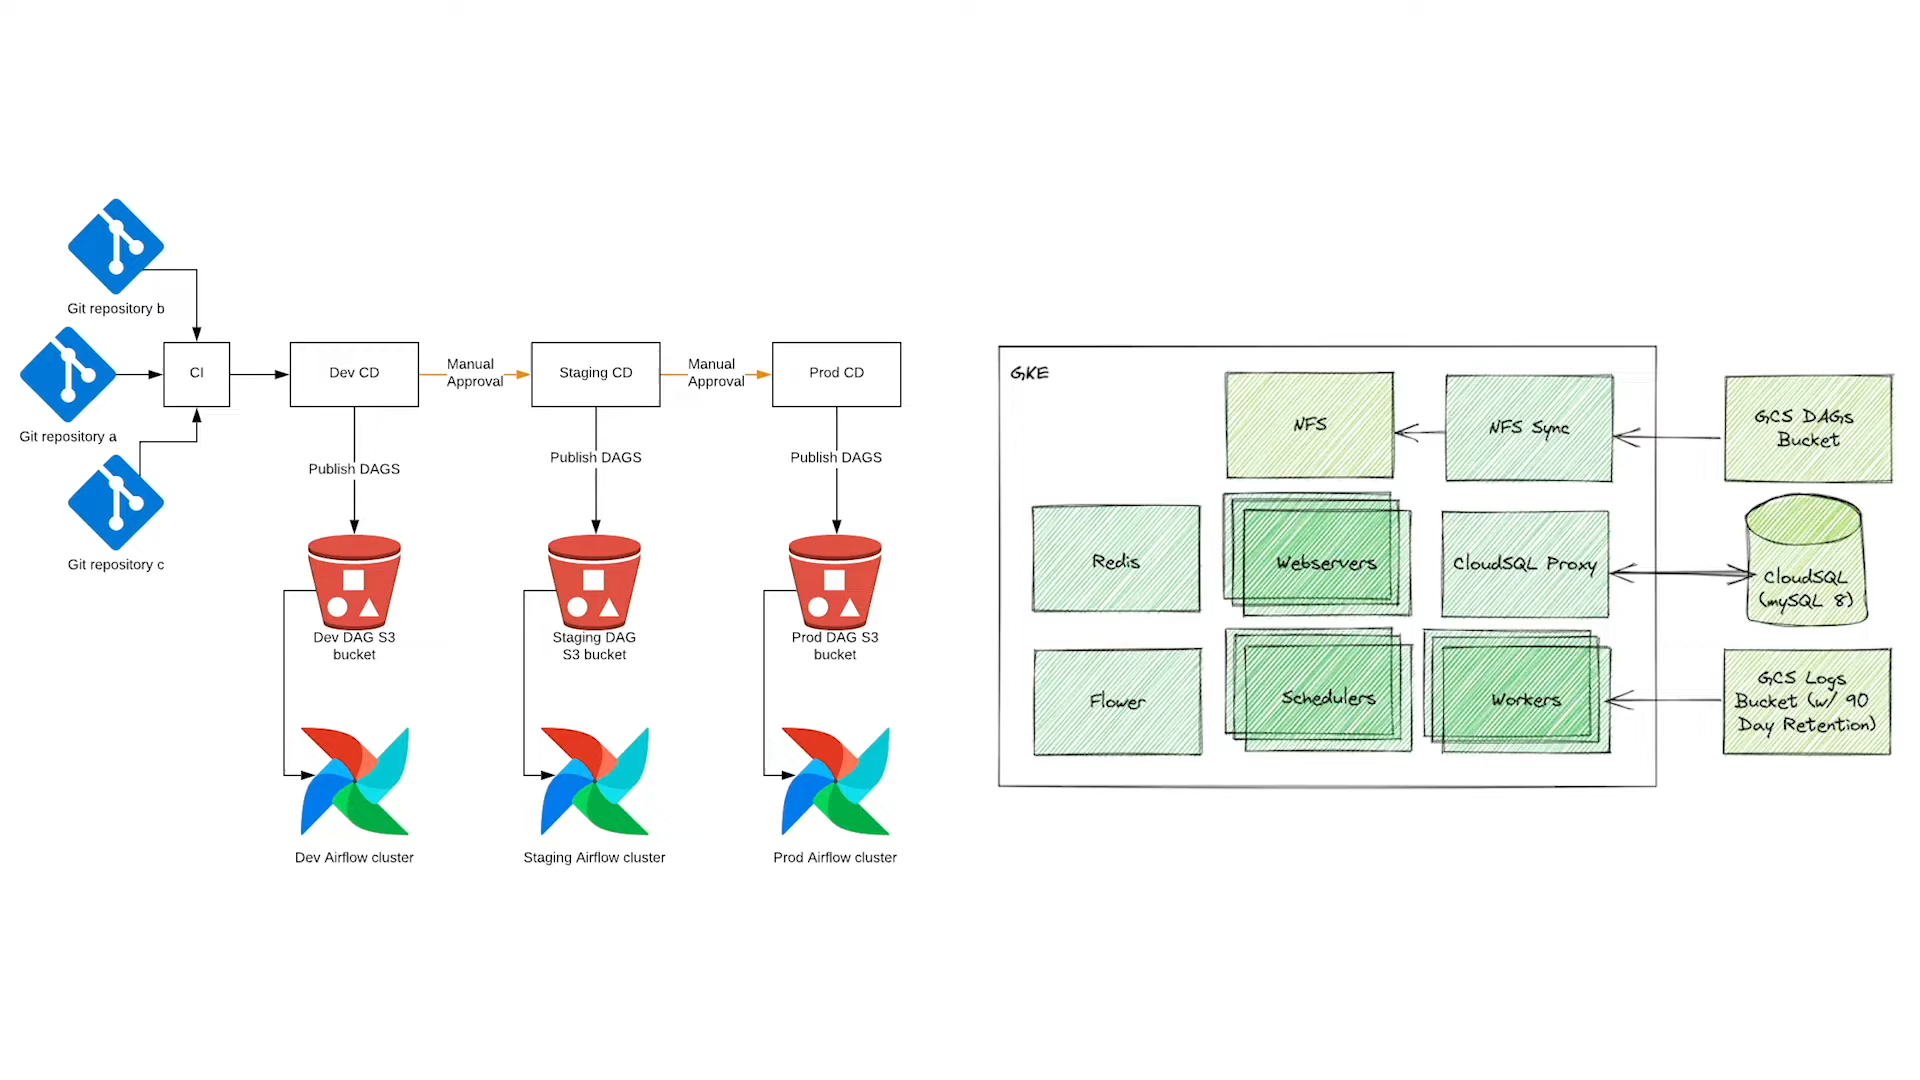 Git repository b
Git repository a
Git repository c
CI
Dev CD
Manual
Approval
Staging CD
Manual
Approval
Prod CD
Publish DAGS
Publish DAGS
Publish DAGS
Dev DAG S3
bucket
Staging DAG
S3 bucket
Prod DAG S3
bucket
Dev Airflow cluster
Staging Airflow cluster
Prod Airflow cluster
GKE
NFS
NFS Sync
GCS DAGs
Bucket
Redis
Webservers
CloudSQL Proxy
CloudSQL
(mySQL 8)
Flower
Schedulers
Workers
GCS Logs
Bucket (w/ 90
Day Retention)